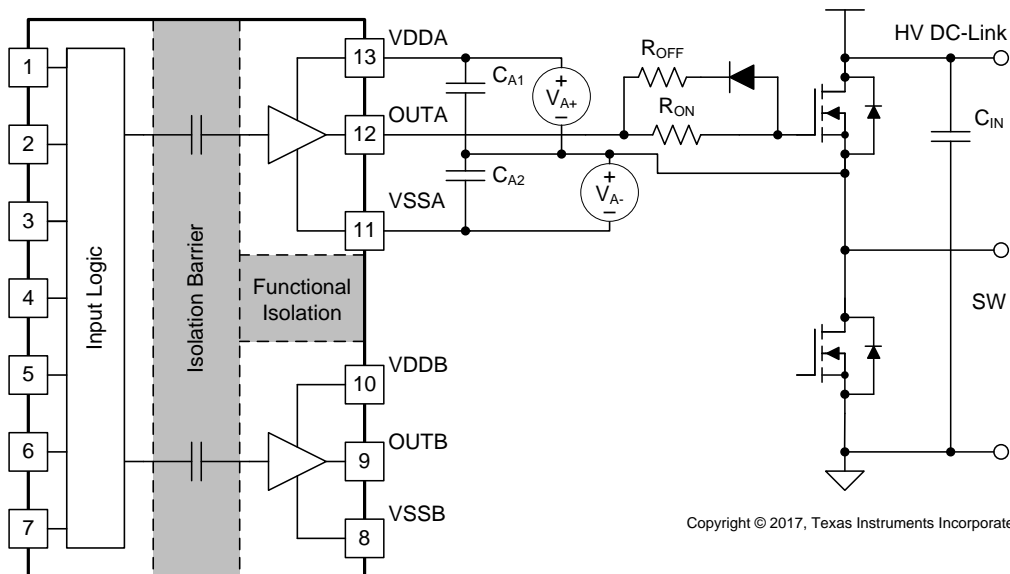 1
2
3
4
5
6
7
Input Logic
Isolation Barrier
Functional
Isolation
VDDA
13
OUTA
12
VSSA
11
VDDB
10
OUTB
9
VSSB
8
CA1
CA2
+
VA+
−
+
VA-
−
ROFF
RON
HV DC-Link
CIN
SW
Copyright © 2017, Texas Instruments Incorporate